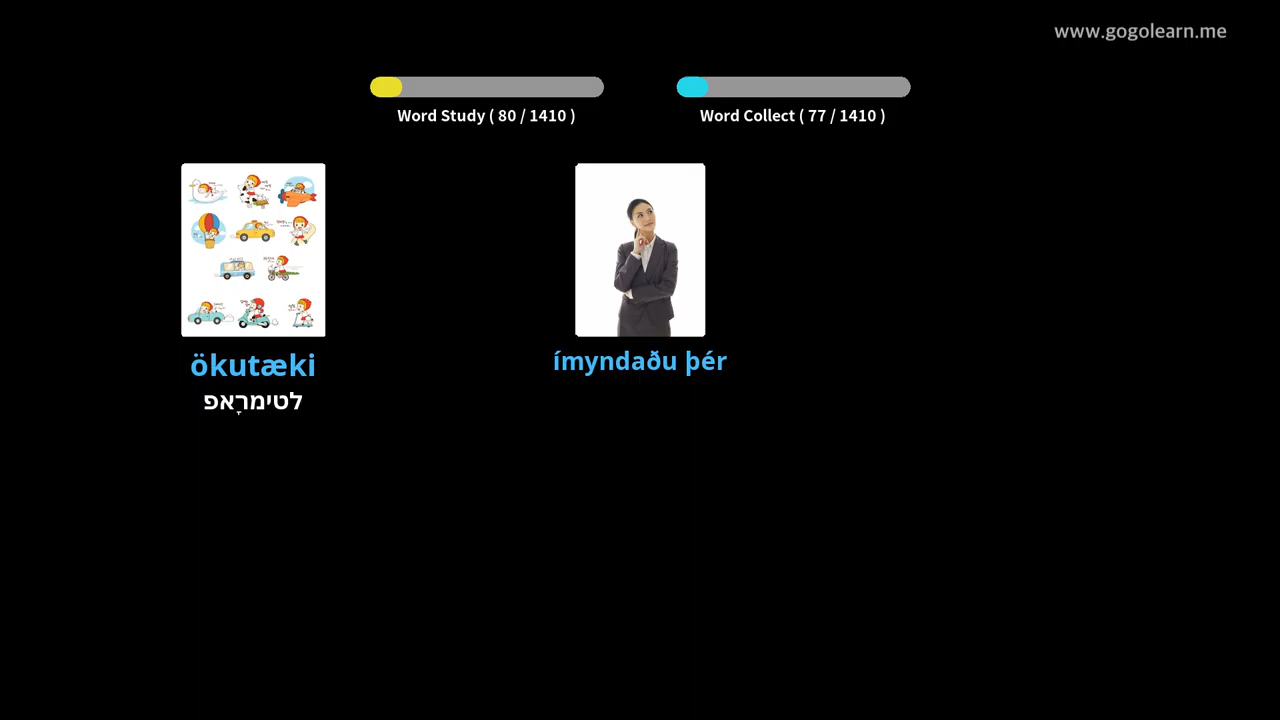 www.gogolearn.me
Word Study ( 80 / 1410 )
Word Collect ( 77 / 1410 )
ökutæki
לטימרָאפ
ímyndaðu þér